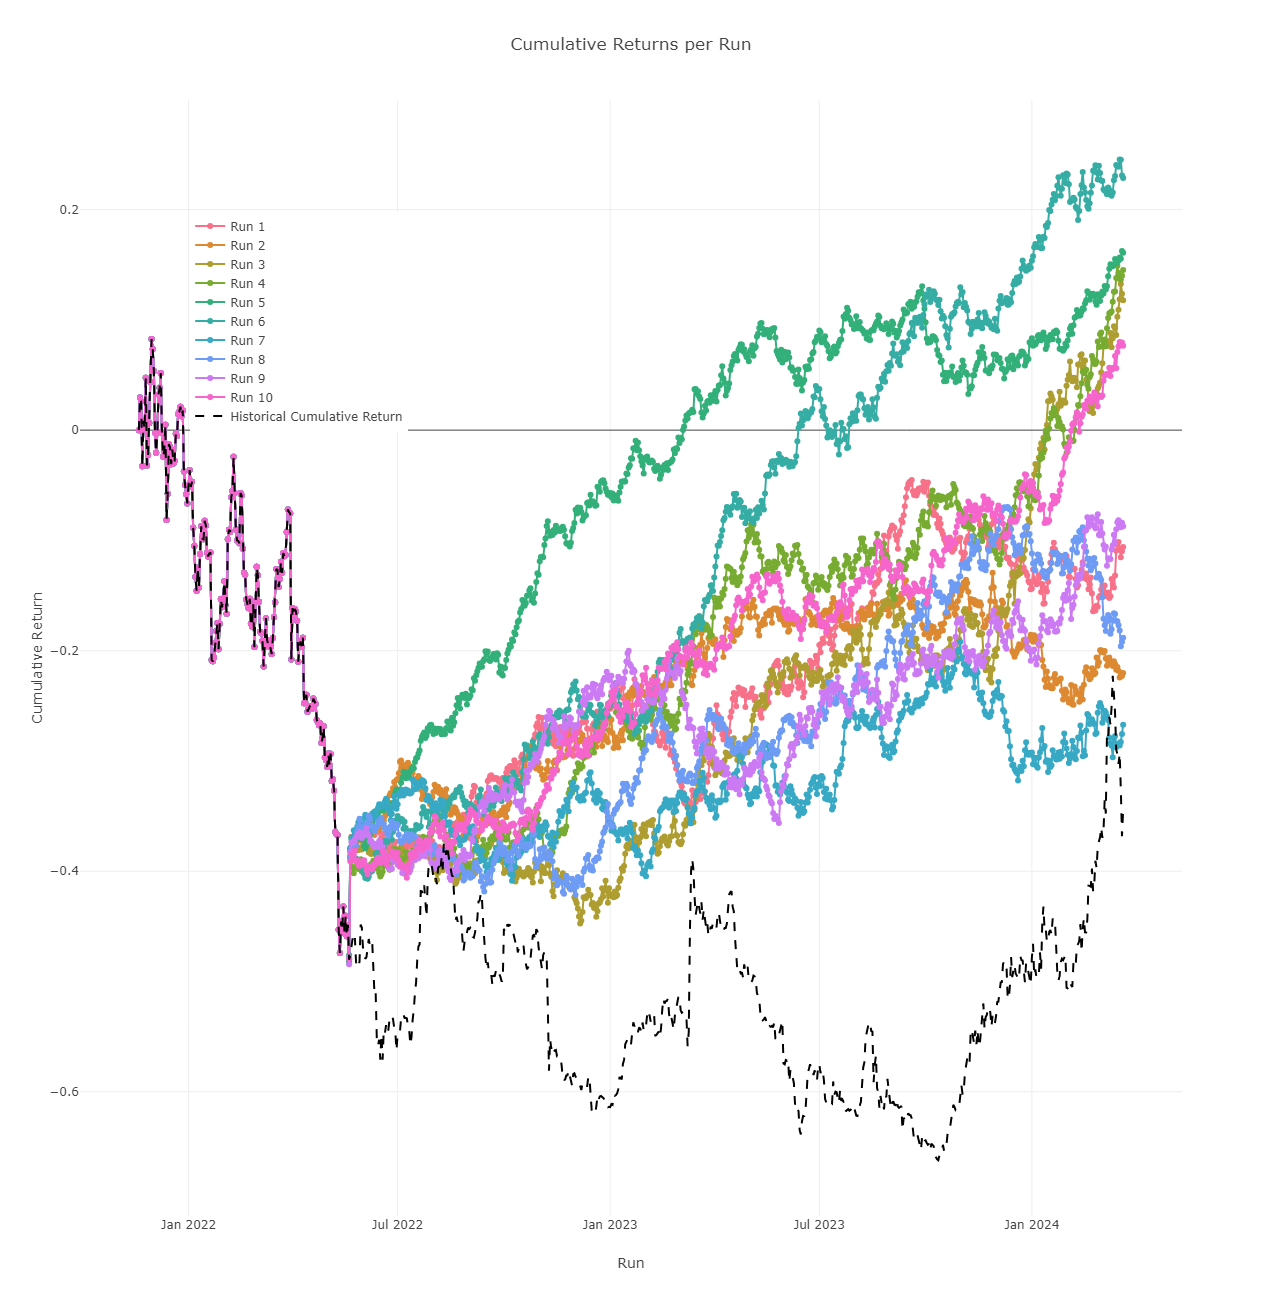 Cumulative Returns per Run
Cumulative Return
0.2
0
−0.2
−0.4
−0.6
Run 1
Run 2
Run 3
Run 4
Run 5
Run 6
Run 7
Run 8
Run 9
Run 10
Historical Cumulative Return
Jan 2022
Jul 2022
Jan 2023
Jul 2023
Jan 2024
Run